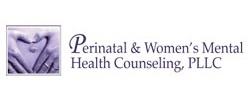 Perinatal & Women's Mental
Health Counseling, PLLC